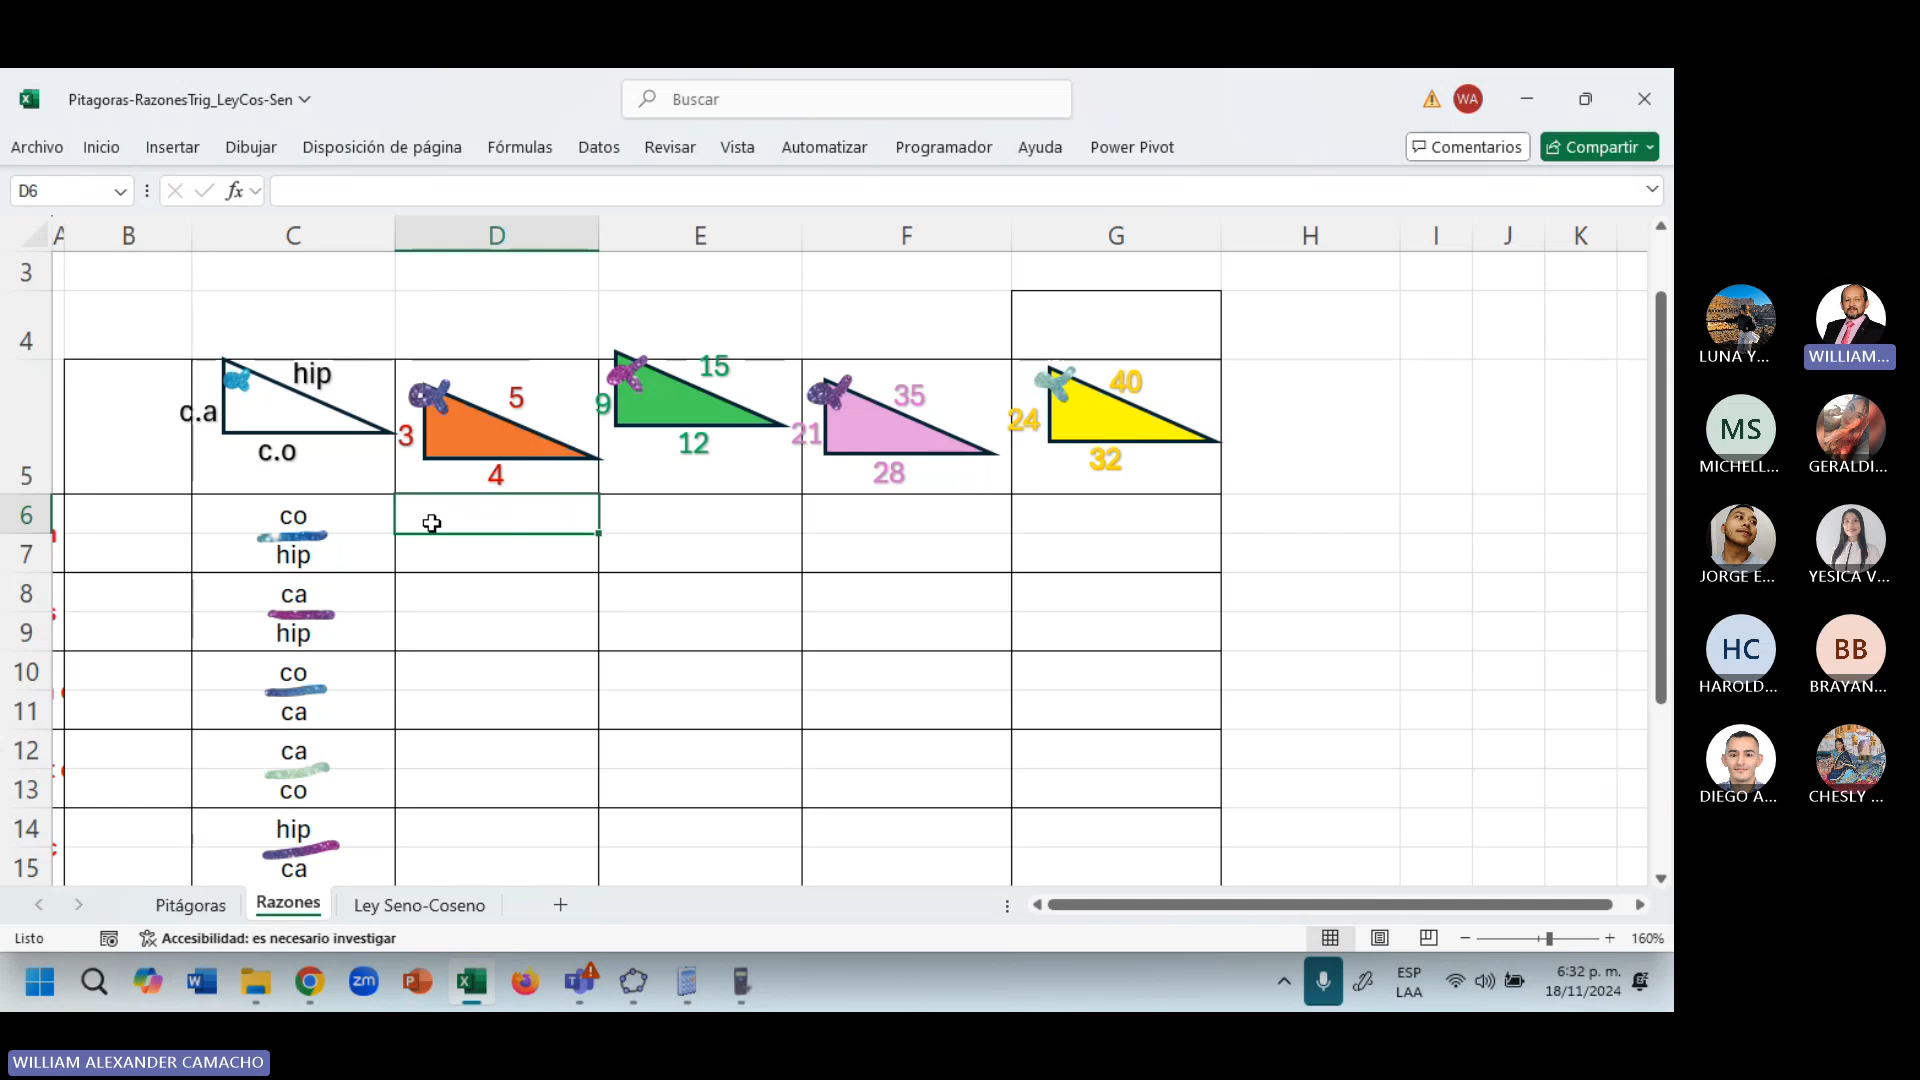 Pitagoras-RazonesTrig_LeyCos-Sen
Buscar
WA
Archivo Inicio Insertar Dibujar Disposición de página Fórmulas Datos Revisar Vista Automatizar Programador Ayuda Power Pivot
Comentarios Compartir
D6 fx
A B C D E F G H I J K
3
4
5
hip
c.a
c.o
5
3
4
15
9
12
35
21
28
40
24
32
6 co
7 hip
8 ca
9 hip
10 co
11 ca
12 ca
13 co
14 hip
15 ca
Pitágoras Razones Ley Seno-Coseno
Listo Accesibilidad: es necesario investigar 160%
zm
ESP
LAA
6:32 p. m.
18/11/2024
LUNA Y... WILLIAM...
MS
MICHELL... GERALDI...
JORGE E... YESICA V...
HC BB
HAROLD... BRAYAN...
DIEGO A... CHESLY ...
WILLIAM ALEXANDER CAMACHO